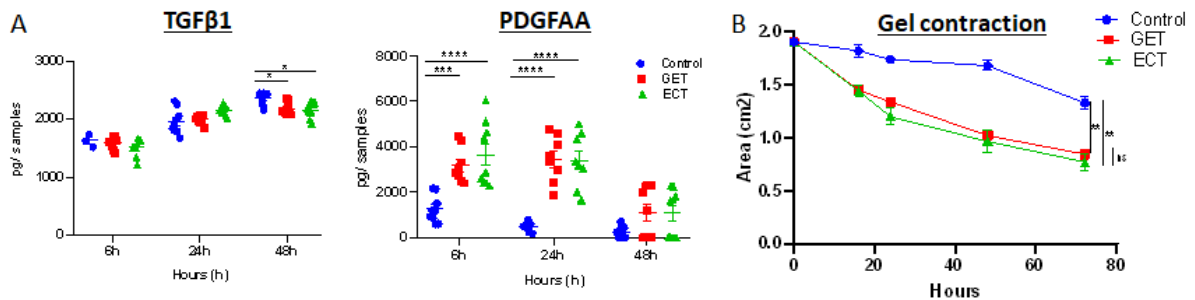 A
TGFβ1
3000
2000
1000
0
pg/ samples
*
*
6h
24h
48h
Hours (h)
PDGFAA
8000
6000
4000
2000
0
pg/ samples
****
***
****
****
6h
24h
48h
Hours (h)
Control
GET
ECT
B
Gel contraction
2.0
1.5
1.0
0.5
0.0
Area (cm2)
0
20
40
60
80
Hours
**
**
ns
Control
GET
ECT